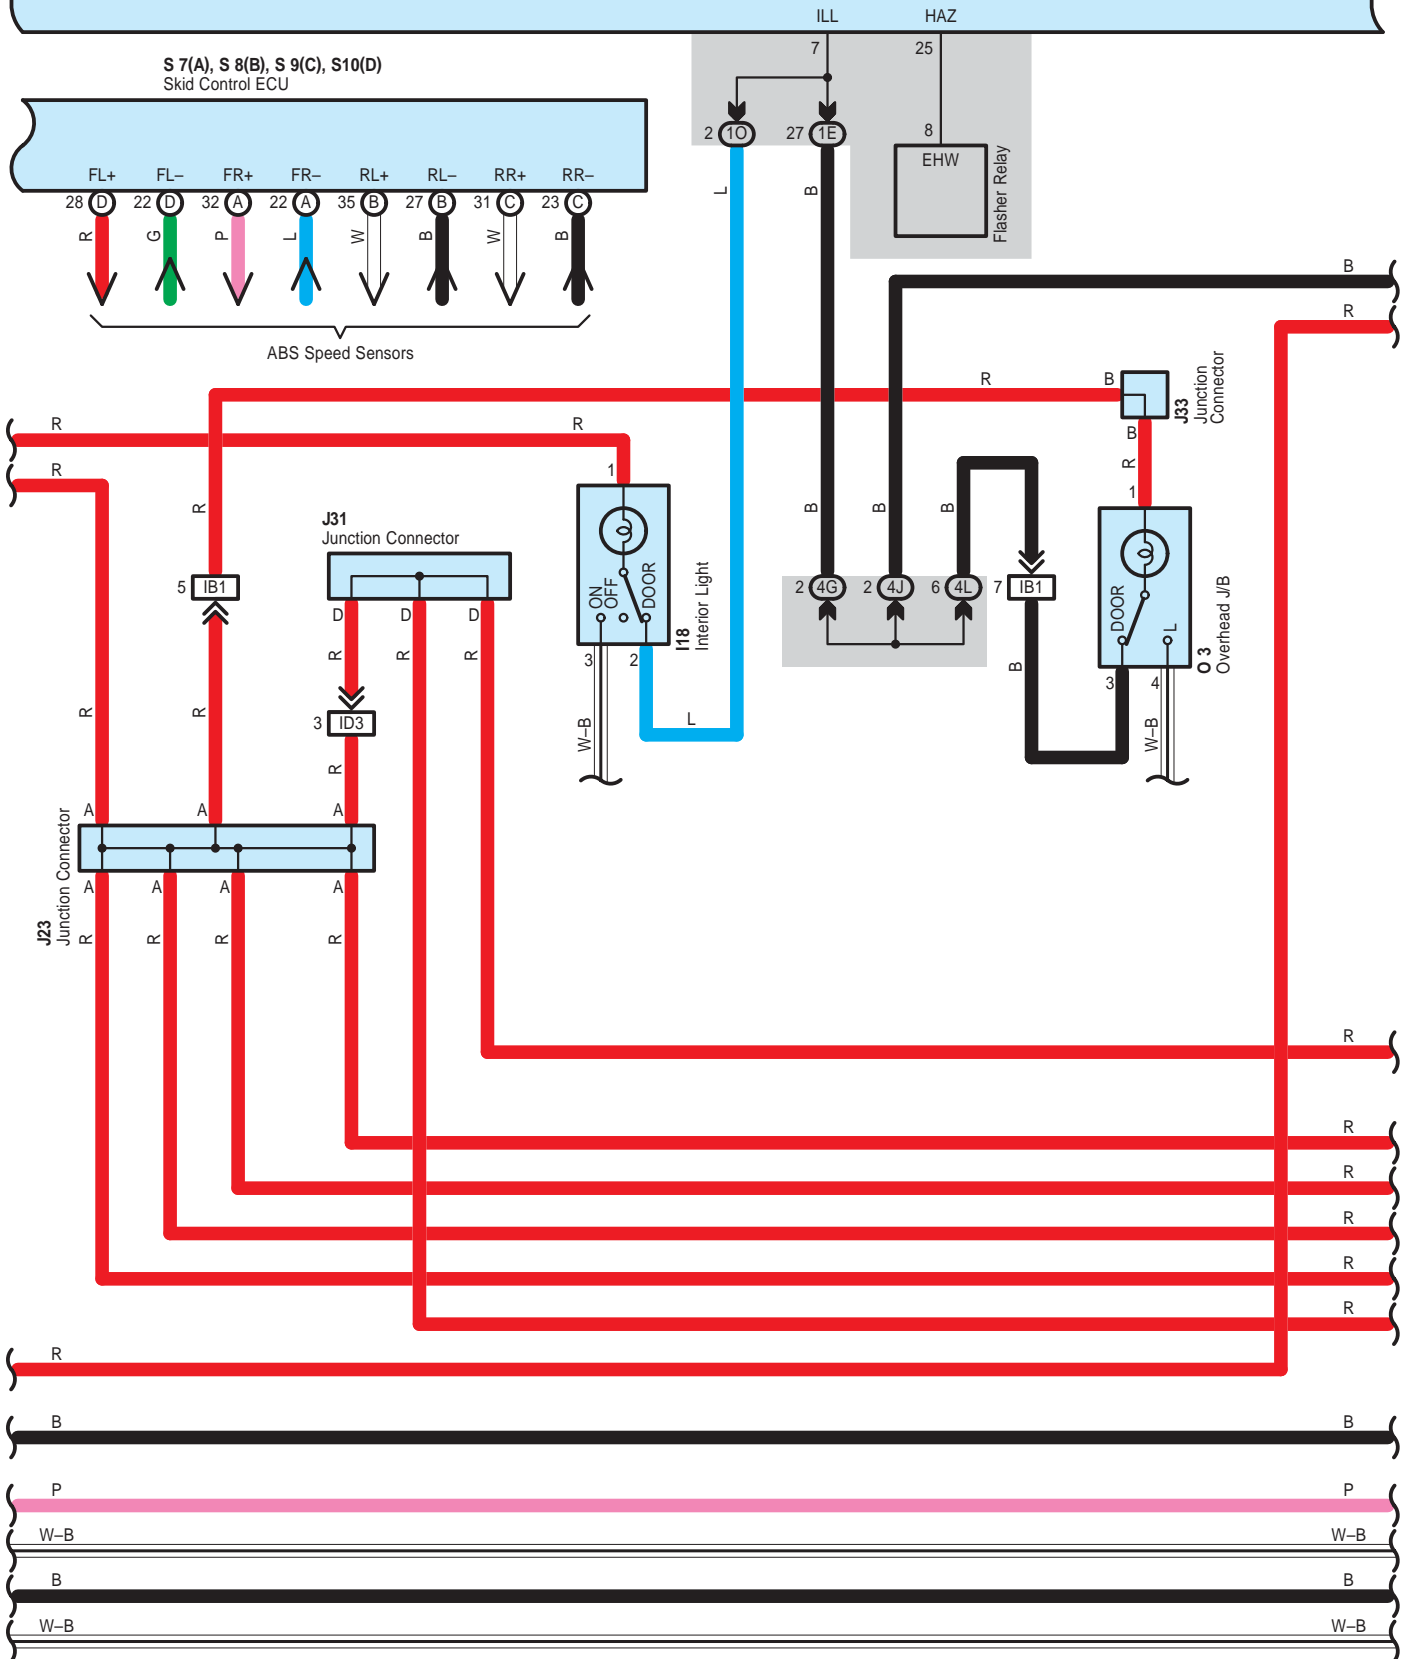 ILL
HAZ
7
25
S 7(A), S 8(B), S 9(C), S10(D)
Skid Control ECU
2 1O
27 1E
8
EHW
Flasher Relay
FL+ FL– FR+ FR– RL+ RL– RR+ RR–
28 D 22 D 32 A 22 A 35 B 27 B 31 C 23 C
R G P L W B W B
L
B
ABS Speed Sensors
B
R
R
B
J33
Junction
Connector
B
R
R
R
R
1
R
1
R
J31
Junction Connector
B
B
B
5 IB1
ON
OFF
DOOR
I18
Interior Light
2 4G
2 4J
6 4L
7 IB1
DOOR
L
O 3
Overhead J/B
D
D
D
R
R
R
3
2
B
3
4
R
R
3 ID3
W–B
L
W–B
R
A
A
A
J23
Junction Connector
A
A
A
A
R
R
R
R
R
R
R
R
R
R
R
B
B
P
P
W–B
W–B
B
B
W–B
W–B